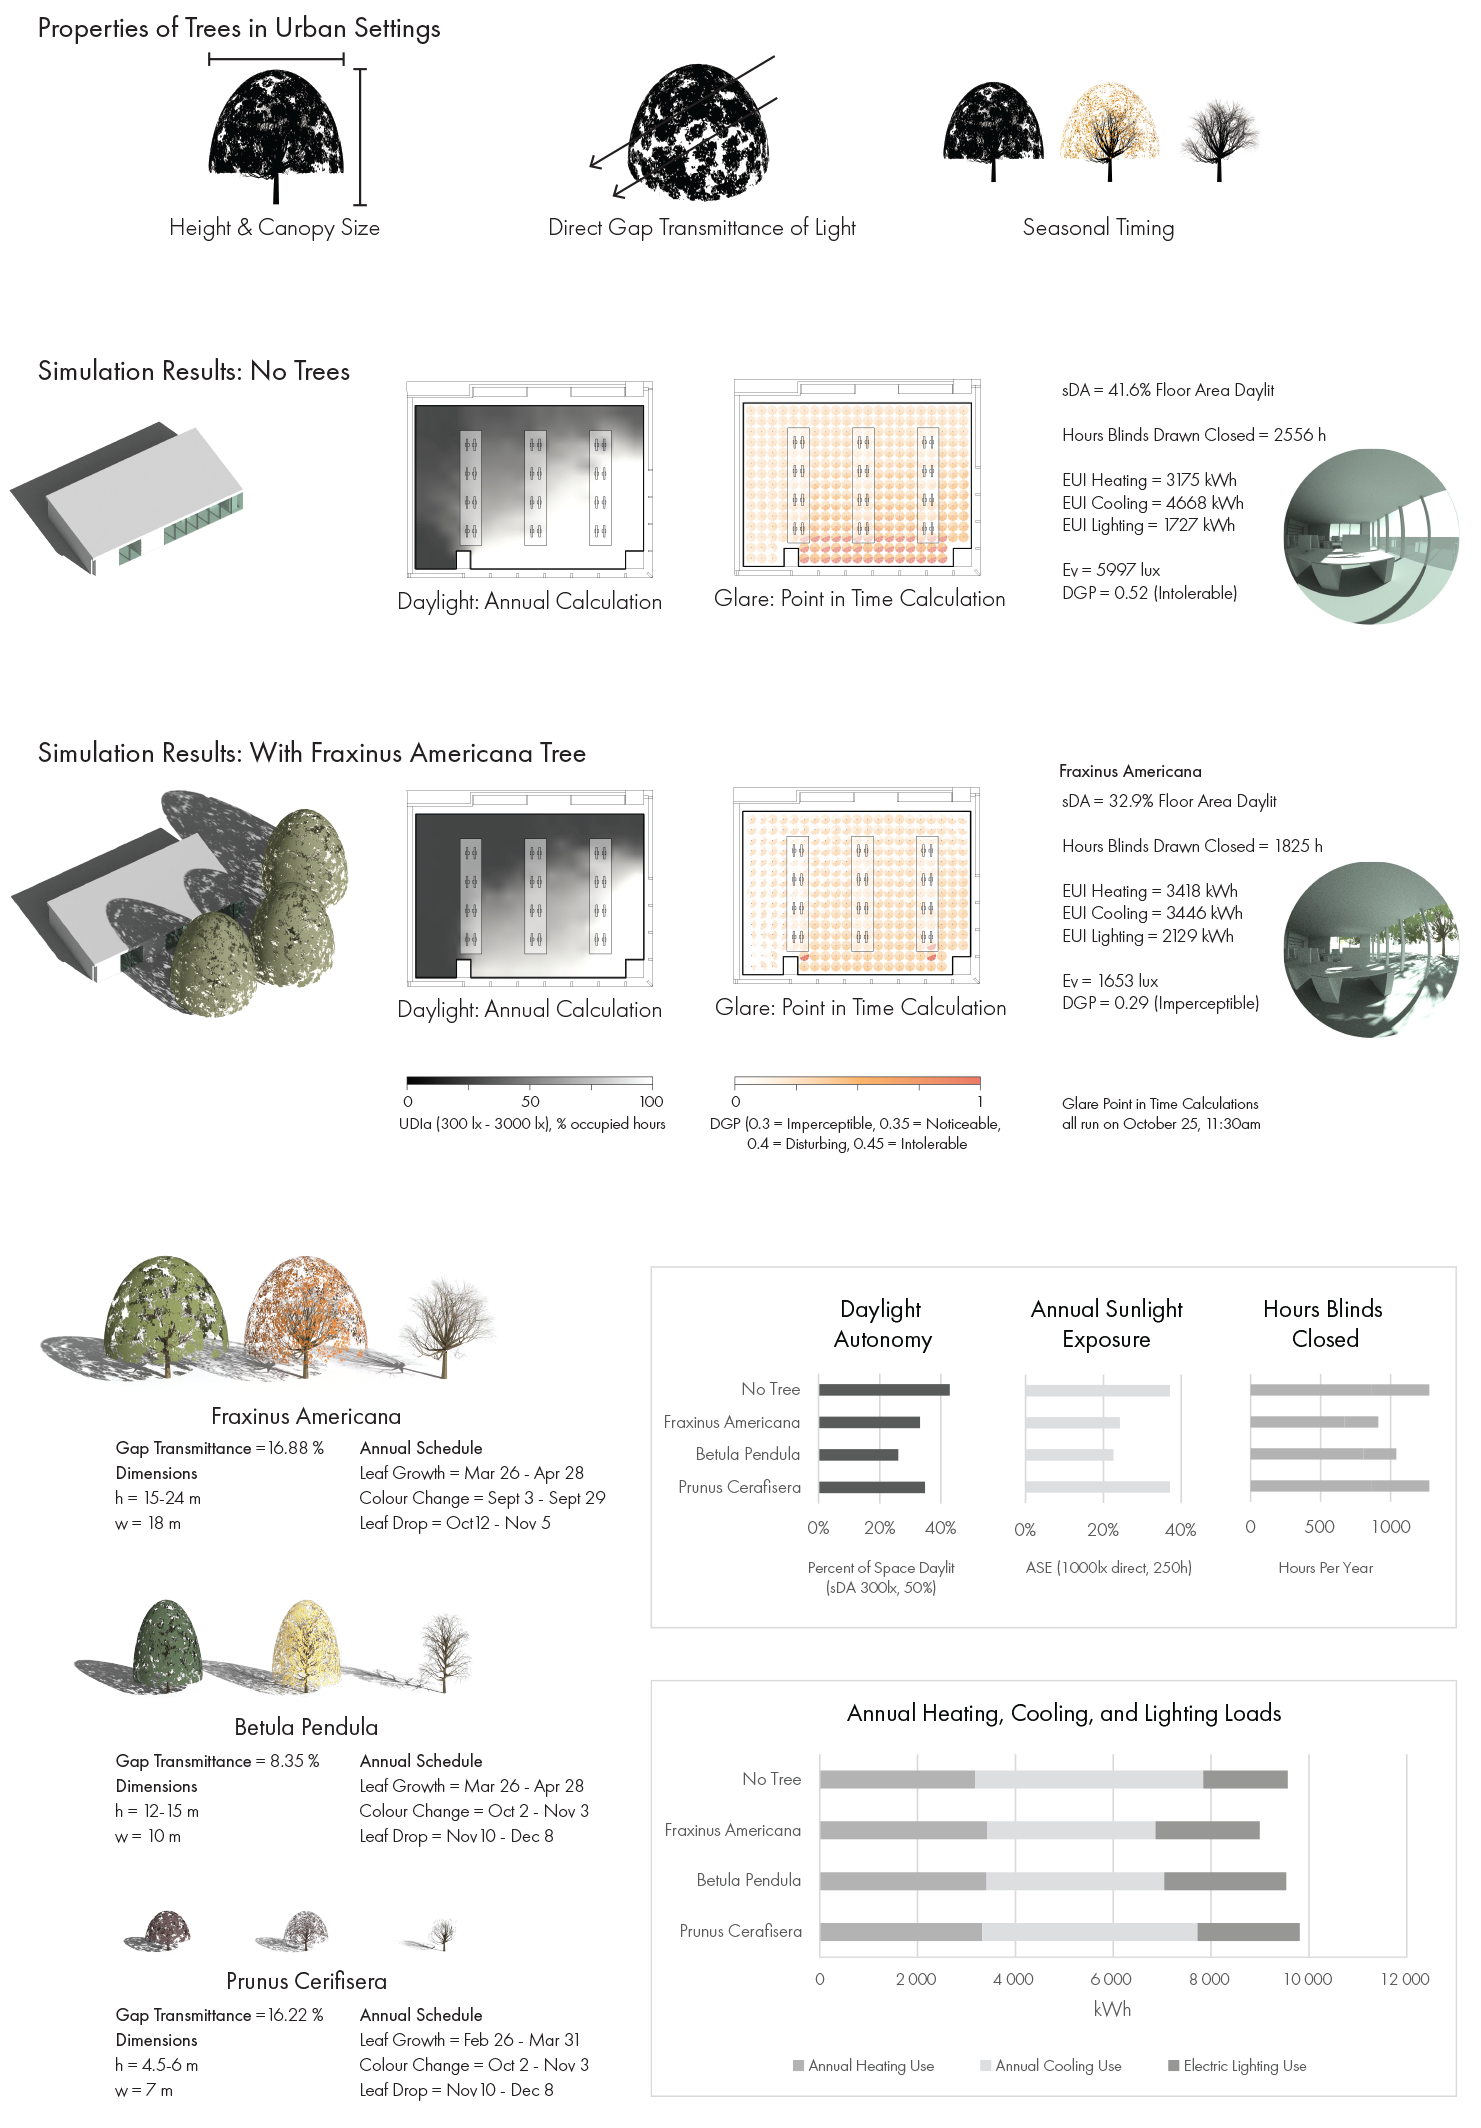 Properties of Trees in Urban Settings
Height & Canopy Size
Direct Gap Transmittance of Light
Seasonal Timing
Simulation Results: No Trees
Daylight: Annual Calculation
Glare: Point in Time Calculation
sDA = 41.6% Floor Area Daylit
Hours Blinds Drawn Closed = 2556 h
EUI Heating = 3175 kWh
EUI Cooling = 4668 kWh
EUI Lighting = 1727 kWh
Ev = 5997 lux
DGP = 0.52 (Intolerable)
Simulation Results: With Fraxinus Americana Tree
Daylight: Annual Calculation
Glare: Point in Time Calculation
Fraxinus Americana
sDA = 32.9% Floor Area Daylit
Hours Blinds Drawn Closed = 1825 h
EUI Heating = 3418 kWh
EUI Cooling = 3446 kWh
EUI Lighting = 2129 kWh
Ev = 1653 lux
DGP = 0.29 (Imperceptible)
0 50 100
UDIa (300 lx - 3000 lx), % occupied hours
0 1
DGP (0.3 = Imperceptible, 0.35 = Noticeable,
0.4 = Disturbing, 0.45 = Intolerable
Glare Point in Time Calculations
all run on October 25, 11:30am
Fraxinus Americana
Gap Transmittance =16.88 %
Dimensions
h = 15-24 m
w = 18 m
Annual Schedule
Leaf Growth = Mar 26 - Apr 28
Colour Change = Sept 3 - Sept 29
Leaf Drop = Oct12 - Nov 5
Betula Pendula
Gap Transmittance = 8.35 %
Dimensions
h = 12-15 m
w = 10 m
Annual Schedule
Leaf Growth = Mar 26 - Apr 28
Colour Change = Oct 2 - Nov 3
Leaf Drop = Nov10 - Dec 8
Prunus Cerifisera
Gap Transmittance =16.22 %
Dimensions
h = 4.5-6 m
w = 7 m
Annual Schedule
Leaf Growth = Feb 26 - Mar 31
Colour Change = Oct 2 - Nov 3
Leaf Drop = Nov10 - Dec 8
Daylight
Autonomy
Annual Sunlight
Exposure
Hours Blinds
Closed
No Tree
Fraxinus Americana
Betula Pendula
Prunus Cerafisera
0% 20% 40%
Percent of Space Daylit
(sDA 300lx, 50%)
0% 20% 40%
ASE (1000lx direct, 250h)
0 500 1000
Hours Per Year
Annual Heating, Cooling, and Lighting Loads
No Tree
Fraxinus Americana
Betula Pendula
Prunus Cerafisera
0 2 000 4 000 6 000 8 000 10 000 12 000
kWh
Annual Heating Use Annual Cooling Use Electric Lighting Use